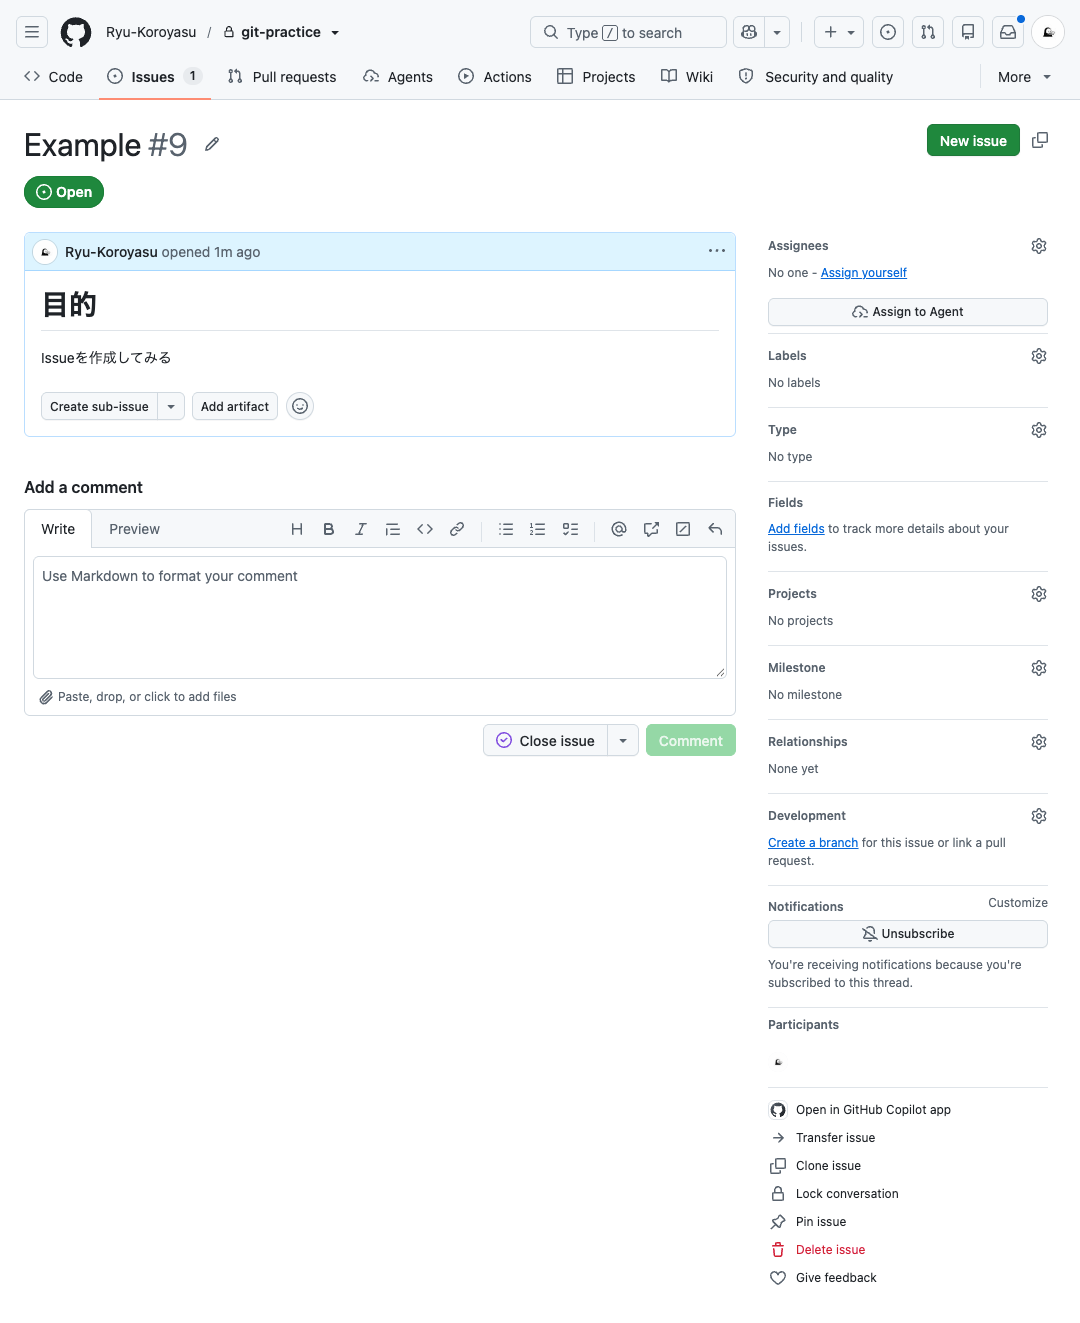 Ryu-Koroyasu / git-practice
Type / to search
Code
Issues 1
Pull requests
Agents
Actions
Projects
Wiki
Security and quality
More
Example #9
New issue
Open
Ryu-Koroyasu opened 1m ago
目的
Issueを作成してみる
Create sub-issue
Add artifact
Add a comment
Write
Preview
Use Markdown to format your comment
Paste, drop, or click to add files
Close issue
Comment
Assignees
No one - Assign yourself
Assign to Agent
Labels
No labels
Type
No type
Fields
Add fields to track more details about your
issues.
Projects
No projects
Milestone
No milestone
Relationships
None yet
Development
Create a branch for this issue or link a pull
request.
Notifications
Customize
Unsubscribe
You're receiving notifications because you're
subscribed to this thread.
Participants
Open in GitHub Copilot app
Transfer issue
Clone issue
Lock conversation
Pin issue
Delete issue
Give feedback